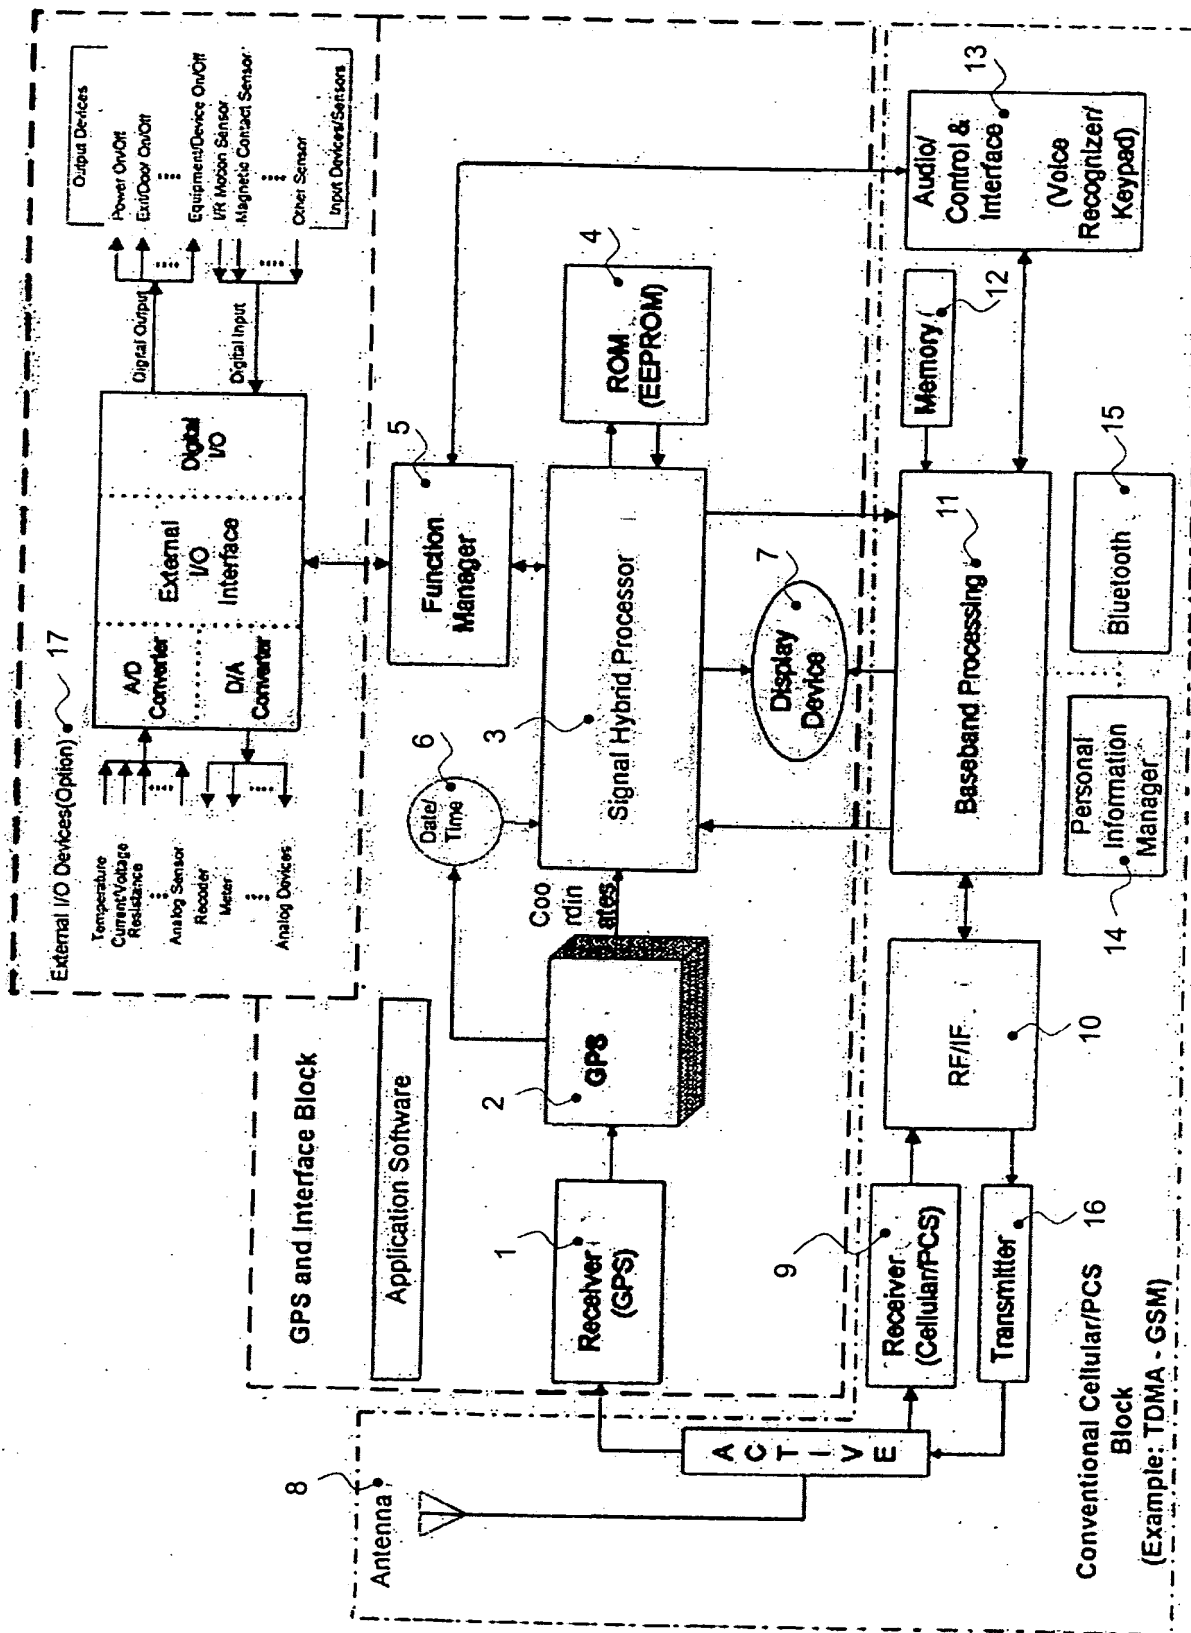 External I/O Devices(Option)
17
Temperature
Current/Voltage
Resistance
Analog Sensor
Recoder
Meter
Analog Devices
A/D
Converter
D/A
Converter
External
I/O
Interface
Digital
I/O
Digital Output
Digital Input
Output Devices
Power On/Off
Exit/Door On/Off
Equipment/Device On/Off
I/R Motion Sensor
Magnetic Contact Sensor
Other Sensor
Input Devices/Sensors
GPS and Interface Block
Application Software
Receiver
(GPS)
1
GPS
2
Coo
rdin
ates
Date/
Time
6
Signal Hybrid Processor
3
Function
Manager
5
ROM
(EEPROM)
4
Display
Device
7
Antenna
8
ACTIVE
Receiver
(Cellular/PCS)
9
Transmitter
16
RF/IF
10
Baseband Processing
11
Memory
12
Audio/
Control &
Interface
(Voice
Recognizer/
Keypad)
13
Personal
Information
Manager
14
Bluetooth
15
Conventional Cellular/PCS
Block
(Example: TDMA - GSM)